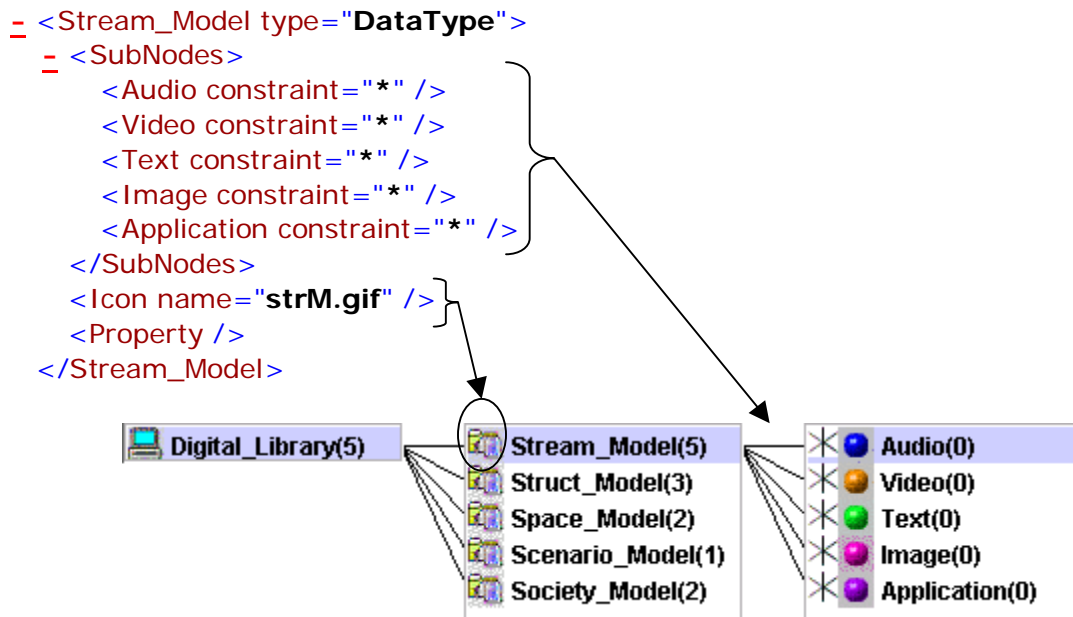 - <Stream_Model type="DataType">
- <SubNodes>
<Audio constraint="*" />
<Video constraint="*" />
<Text constraint="*" />
<Image constraint="*" />
<Application constraint="*" />
</SubNodes>
<Icon name="strM.gif" />
<Property />
</Stream_Model>
Digital_Library(5) Stream_Model(5) Audio(0)
Struct_Model(3) Video(0)
Space_Model(2) Text(0)
Scenario_Model(1) Image(0)
Society_Model(2) Application(0)